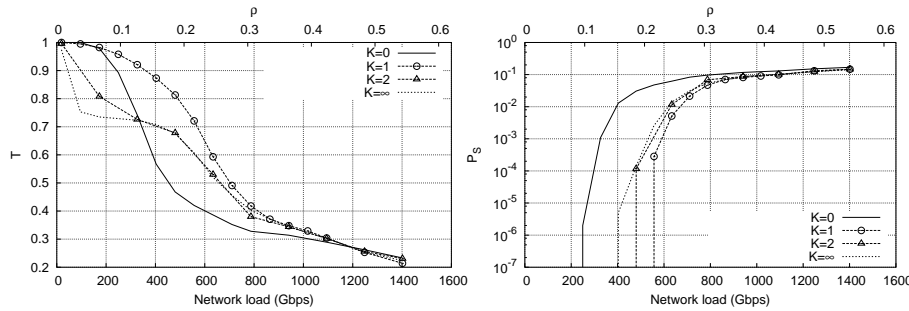 ρ
0 0.1 0.2 0.3 0.4 0.5 0.6
1
0.9
0.8
0.7
0.6
0.5
0.4
0.3
0.2
T
K=0
K=1
K=2
K=∞
0 200 400 600 800 1000 1200 1400 1600
Network load (Gbps)
ρ
0 0.1 0.2 0.3 0.4 0.5 0.6
10^0
10^-1
10^-2
10^-3
10^-4
10^-5
10^-6
10^-7
P_S
K=0
K=1
K=2
K=∞
0 200 400 600 800 1000 1200 1400 1600
Network load (Gbps)